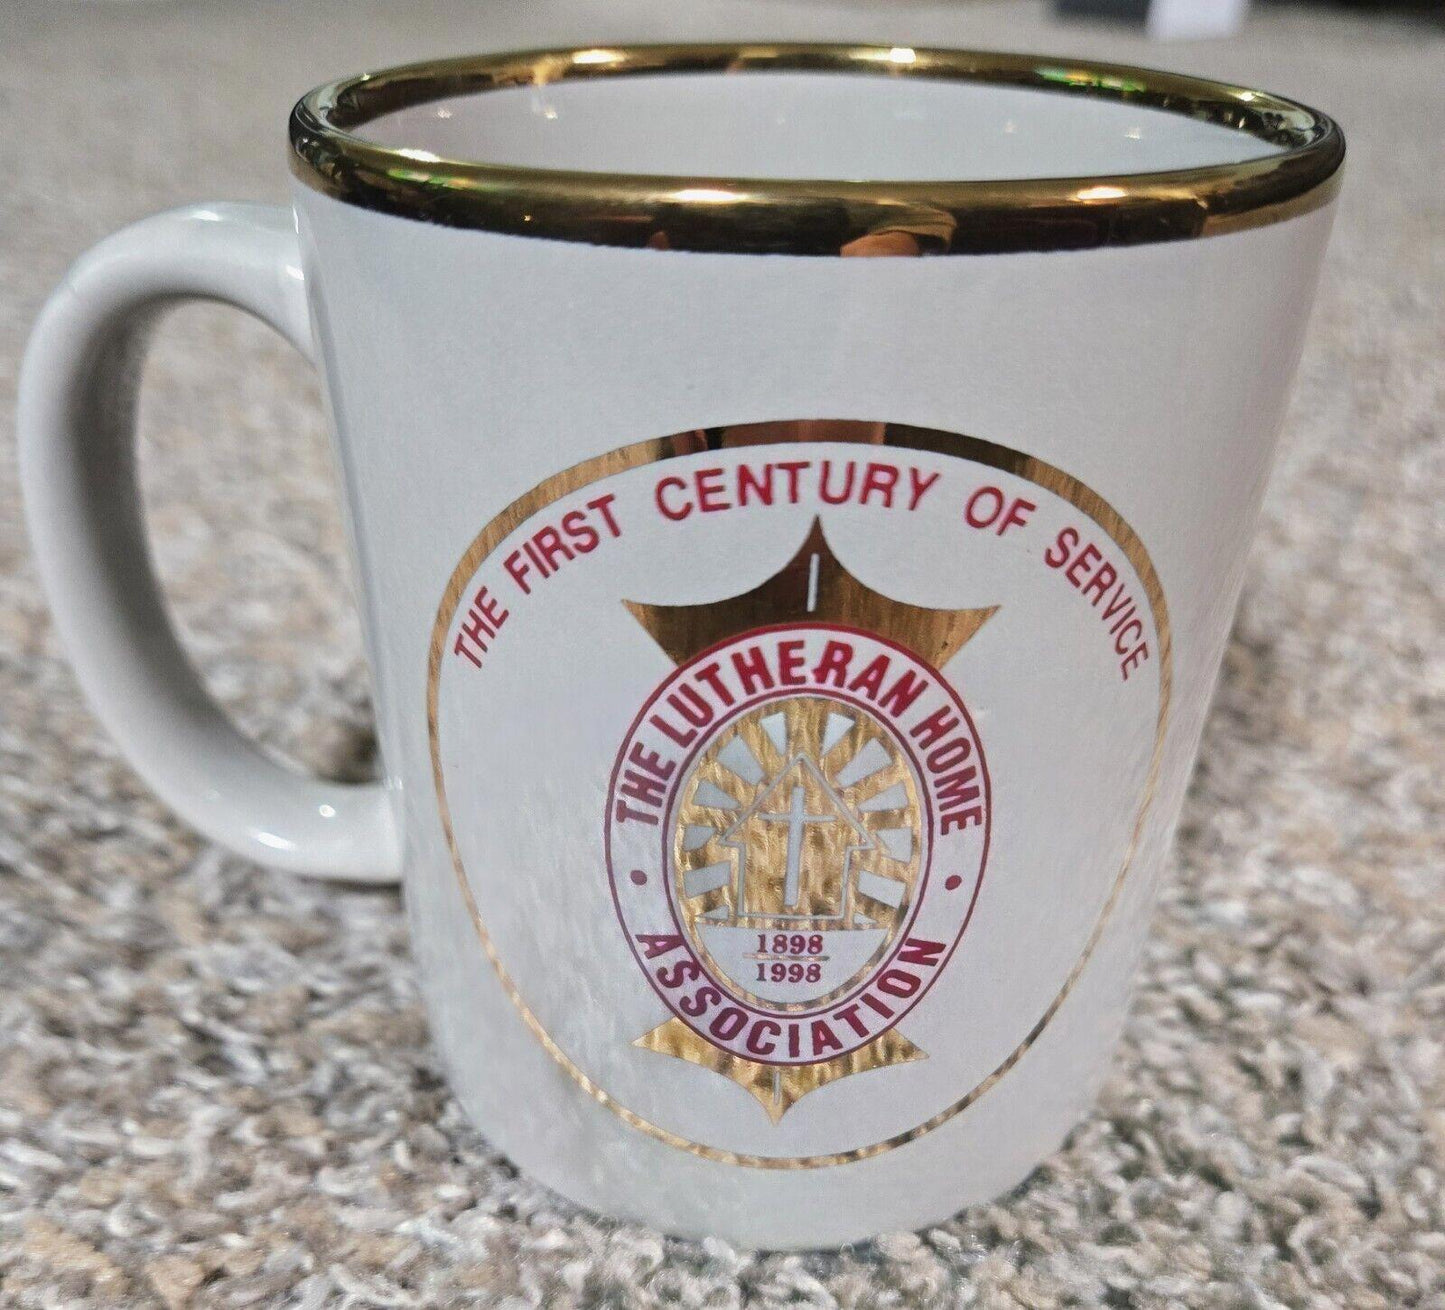 THE FIRST CENTURY OF SERVICE
THE LUTHERAN HOME
ASSOCIATION
1898
1998